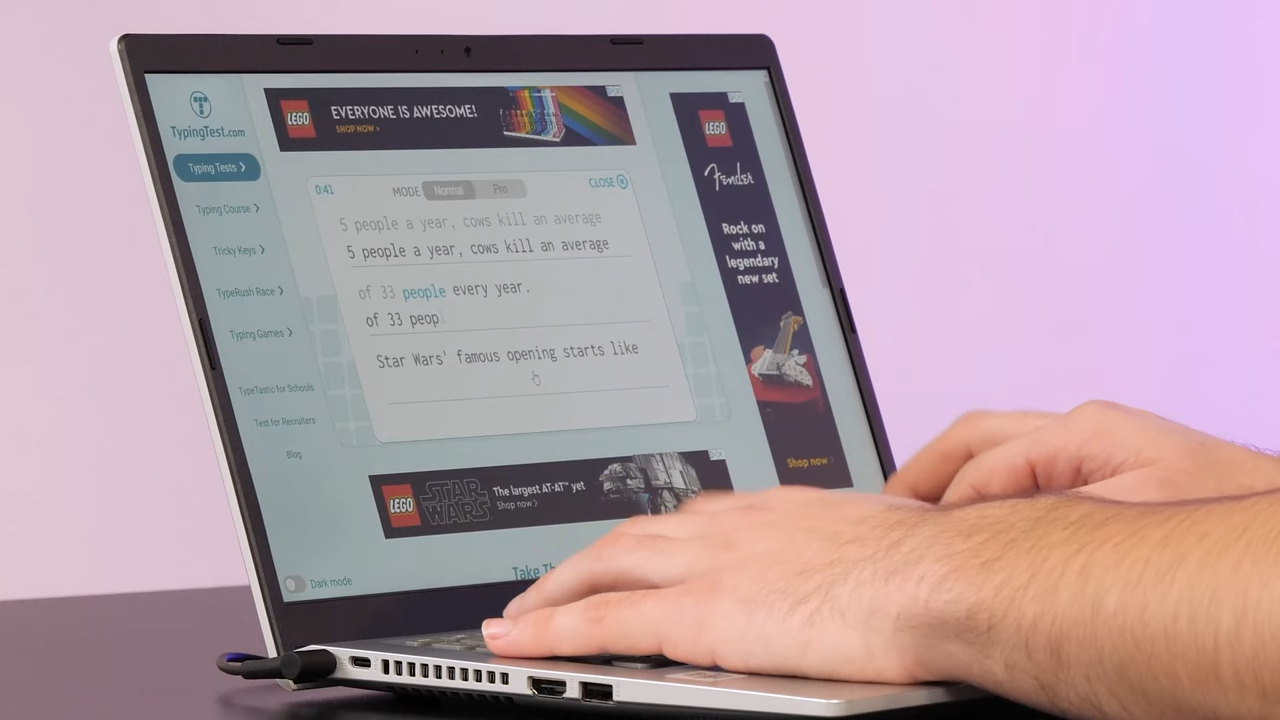 TypingTest.com
Typing Tests
Typing Course
Tricky Keys
TypeRush Race
Typing Games
TypeTastic for Schools
Test for Recruiters
Blog
Dark mode
LEGO
EVERYONE IS AWESOME!
SHOP NOW >
0:41
MODE Normal Pro
CLOSE
5 people a year, cows kill an average
5 people a year, cows kill an average
of 33 people every year.
of 33 peop
Star Wars' famous opening starts like
LEGO
STAR WARS
The largest AT-AT™ yet
Shop now >
Take Th
LEGO
Fender
Rock on
with a
legendary
new set
Shop now >